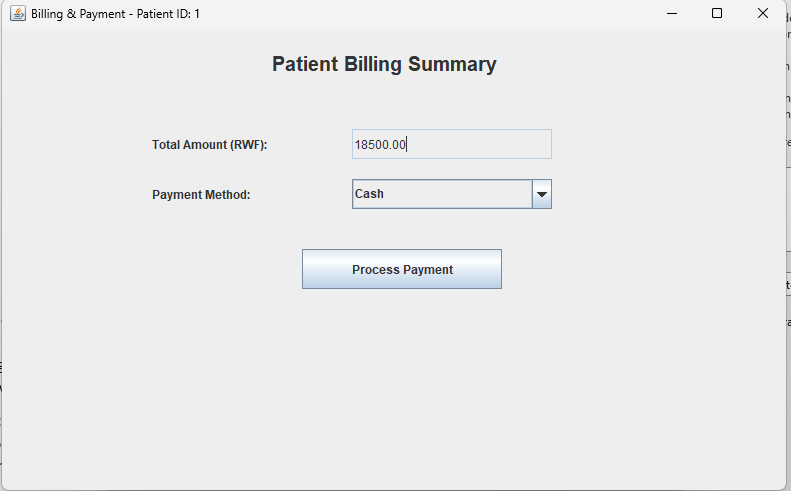 Billing & Payment - Patient ID: 1
Patient Billing Summary
Total Amount (RWF): 18500.00
Payment Method: Cash
Process Payment